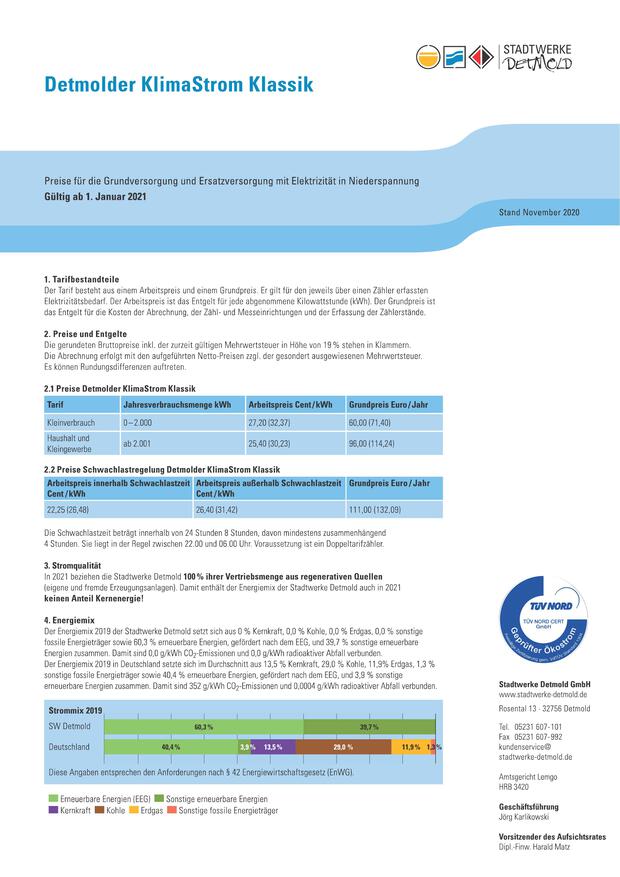 STADTWERKE
DETMOLD
Detmolder KlimaStrom Klassik
Preise für die Grundversorgung und Ersatzversorgung mit Elektrizität in Niederspannung
Gültig ab 1. Januar 2021
Stand November 2020
1. Tarifbestandteile
Der Tarif besteht aus einem Arbeitspreis und einem Grundpreis. Er gilt für den jeweils über einen Zähler erfassten
Elektrizitätsbedarf. Der Arbeitspreis ist das Entgelt für jede abgenommene Kilowattstunde (kWh). Der Grundpreis ist
das Entgelt für die Kosten der Abrechnung, der Zähl- und Messeinrichtungen und der Erfassung der Zählerstände.
2. Preise und Entgelte
Die gerundeten Bruttopreise inkl. der zurzeit gültigen Mehrwertsteuer in Höhe von 19 % stehen in Klammern.
Die Abrechnung erfolgt mit den aufgeführten Netto-Preisen zzgl. der gesondert ausgewiesenen Mehrwertsteuer.
Es können Rundungsdifferenzen auftreten.
2.1 Preise Detmolder KlimaStrom Klassik
Tarif Jahresverbrauchsmenge kWh Arbeitspreis Cent/kWh Grundpreis Euro/Jahr
Kleinverbrauch 0–2.000 27,20 (32,37) 60,00 (71,40)
Haushalt und
Kleingewerbe ab 2.001 25,40 (30,23) 96,00 (114,24)
2.2 Preise Schwachlastregelung Detmolder KlimaStrom Klassik
Arbeitspreis innerhalb Schwachlastzeit Arbeitspreis außerhalb Schwachlastzeit Grundpreis Euro/Jahr
Cent/kWh Cent/kWh
22,25 (26,48) 26,40 (31,42) 111,00 (132,09)
Die Schwachlastzeit beträgt innerhalb von 24 Stunden 8 Stunden, davon mindestens zusammenhängend
4 Stunden. Sie liegt in der Regel zwischen 22.00 und 06.00 Uhr. Voraussetzung ist ein Doppeltarifzähler.
3. Stromqualität
In 2021 beziehen die Stadtwerke Detmold 100 % ihrer Vertriebsmenge aus regenerativen Quellen
(eigene und fremde Erzeugungsanlagen). Damit enthält der Energiemix der Stadtwerke Detmold auch in 2021
keinen Anteil Kernenergie!
4. Energiemix
Der Energiemix 2019 der Stadtwerke Detmold setzt sich aus 0 % Kernkraft, 0,0 % Kohle, 0,0 % Erdgas, 0,0 % sonstige
fossile Energieträger sowie 60,3 % erneuerbare Energien, gefördert nach dem EEG, und 39,7 % sonstige erneuerbare
Energien zusammen. Damit sind 0,0 g/kWh CO₂-Emissionen und 0,0 g/kWh radioaktiver Abfall verbunden.
Der Energiemix 2019 in Deutschland setzte sich im Durchschnitt aus 13,5 % Kernkraft, 29,0 % Kohle, 11,9% Erdgas, 1,3 %
sonstige fossile Energieträger sowie 40,4 % erneuerbare Energien, gefördert nach dem EEG, und 3,9 % sonstige
erneuerbare Energien zusammen. Damit sind 352 g/kWh CO₂-Emissionen und 0,0004 g/kWh radioaktiver Abfall verbunden.
Strommix 2019
SW Detmold 60,3 % 39,7%
Deutschland 40,4 % 3,9 % 13,5 % 29,0 % 11,9 % 1,3 %
Diese Angaben entsprechen den Anforderungen nach § 42 Energiewirtschaftsgesetz (EnWG).
Erneuerbare Energien (EEG) Sonstige erneuerbare Energien
Kernkraft Kohle Erdgas Sonstige fossile Energieträger
TÜV NORD
TÜV NORD CERT
GmbH
Geprüfter Ökostrom
Stadtwerke Detmold GmbH
www.stadtwerke-detmold.de
Rosental 13 · 32756 Detmold
Tel. 05231 607-101
Fax 05231 607-992
kundenservice@
stadtwerke-detmold.de
Amtsgericht Lemgo
HRB 3420
Geschäftsführung
Jörg Karlikowski
Vorsitzender des Aufsichtsrates
Dipl.-Finw. Harald Matz